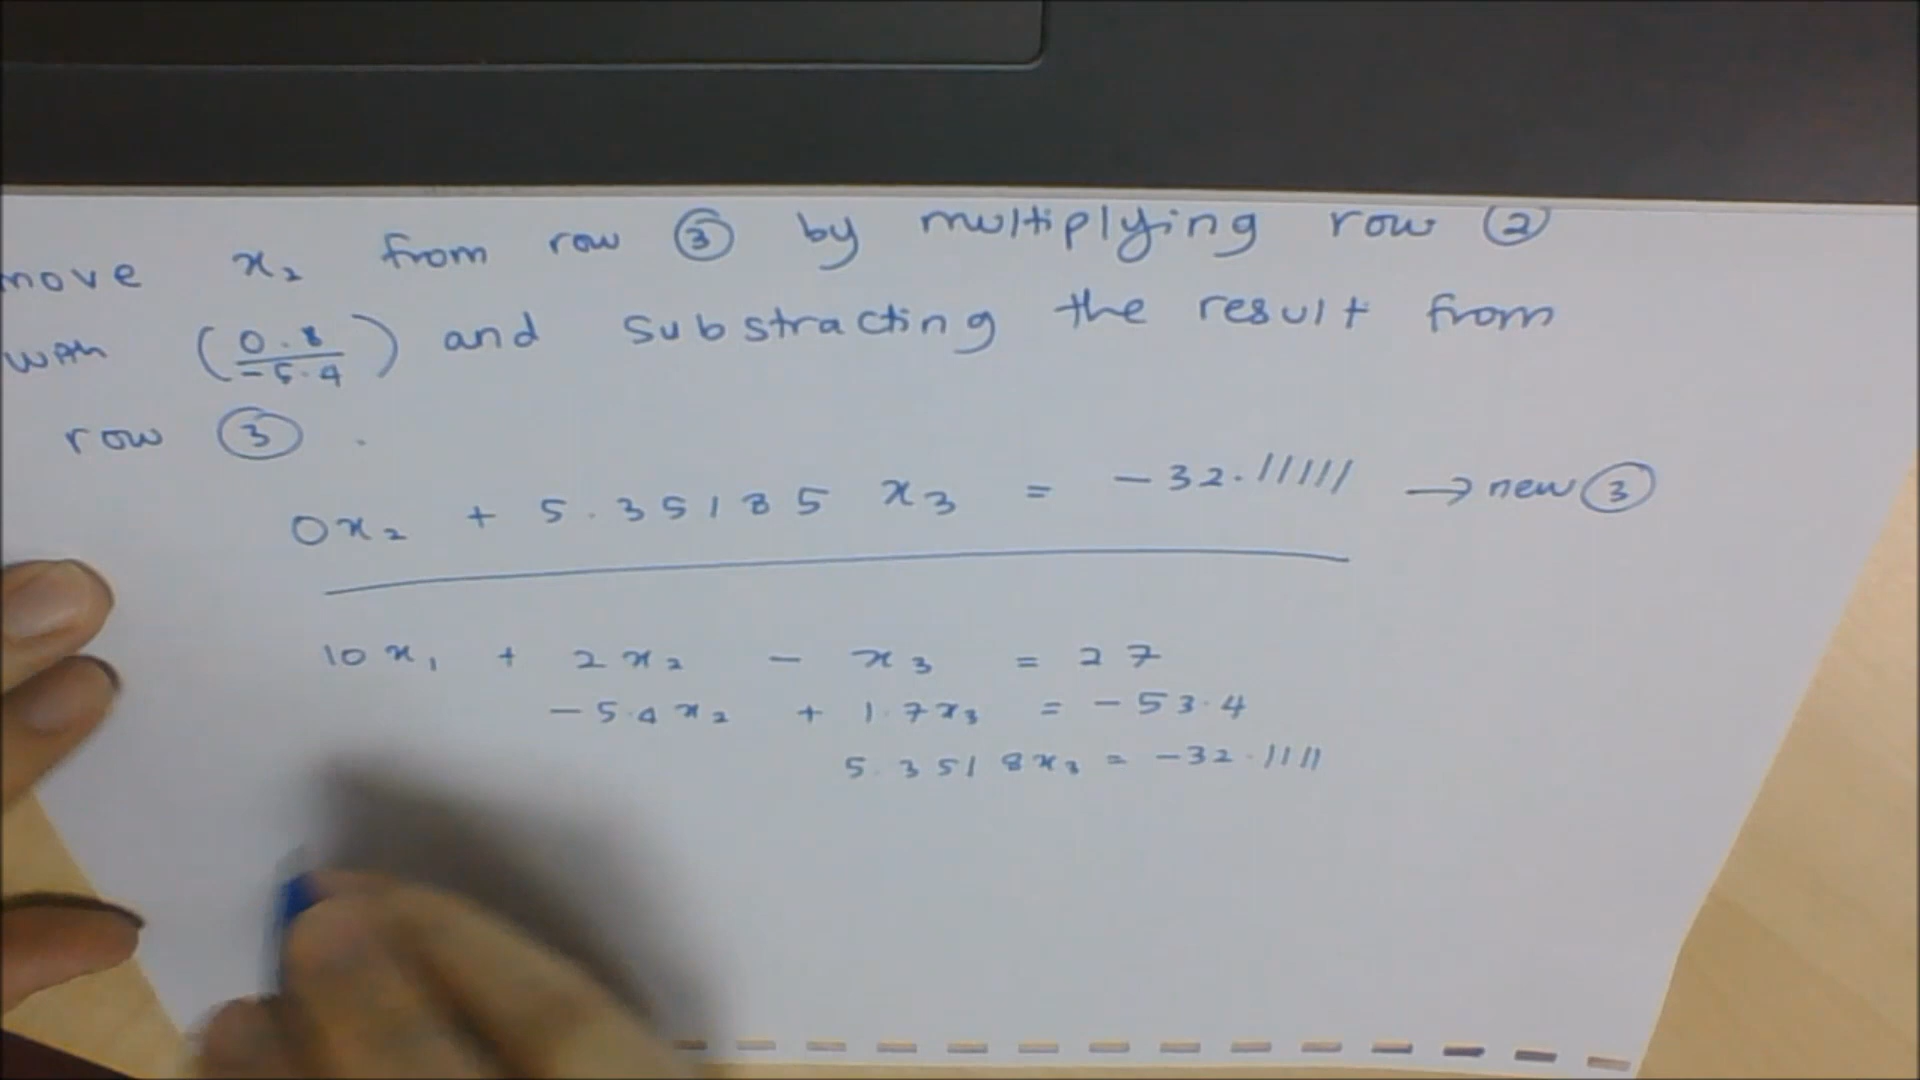 move x₂ from row ③ by multiplying row ②
with (0.8/-5.4) and substracting the result from
row ③.
0x₂ + 5.35185 x₃ = -32.11111 → new ③
10x₁ + 2x₂ - x₃ = 27
-5.4x₂ + 1.7x₃ = -53.4
5.3518x₃ = -32.1111